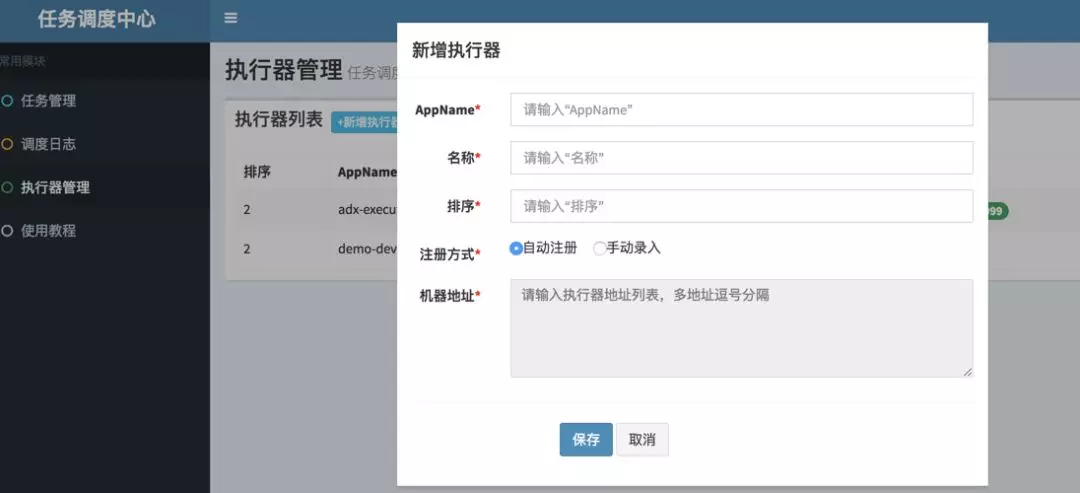 任务调度中心
常用模块
任务管理
调度日志
执行器管理
使用教程
执行器管理 任务调
执行器列表 +新增执行器
排序 AppName
2 adx-execu
2 demo-dev
999
新增执行器
AppName* 请输入“AppName”
名称* 请输入“名称”
排序* 请输入“排序”
注册方式* 自动注册 手动录入
机器地址* 请输入执行器地址列表，多地址逗号分隔
保存 取消